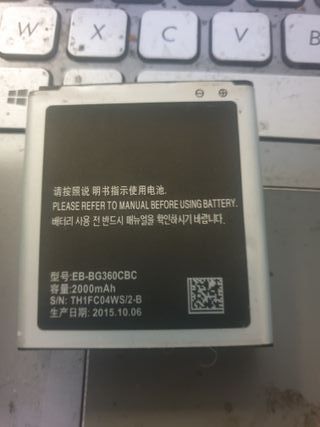 W X C V
⊖ ⊕
请按照说 明书指示使用电池.
PLEASE REFER TO MANUAL BEFORE USING BATTERY.
배터리 사용 전 반드시 매뉴얼을 확인하시기 바랍니다.
型号:EB-BG360CBC
容量:2000mAh
S/N: TH1FC04WS/2-B
生产日期: 2015.10.06